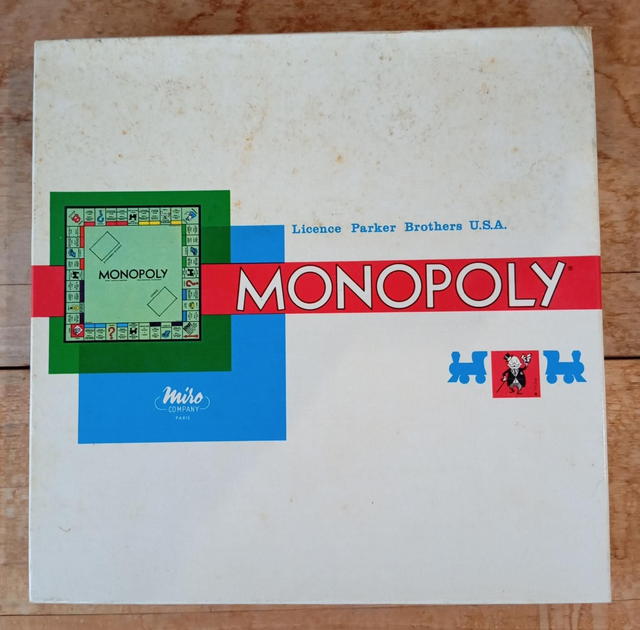 Licence Parker Brothers U.S.A.
MONOPOLY
MONOPOLY
Miro
COMPANY
PARIS